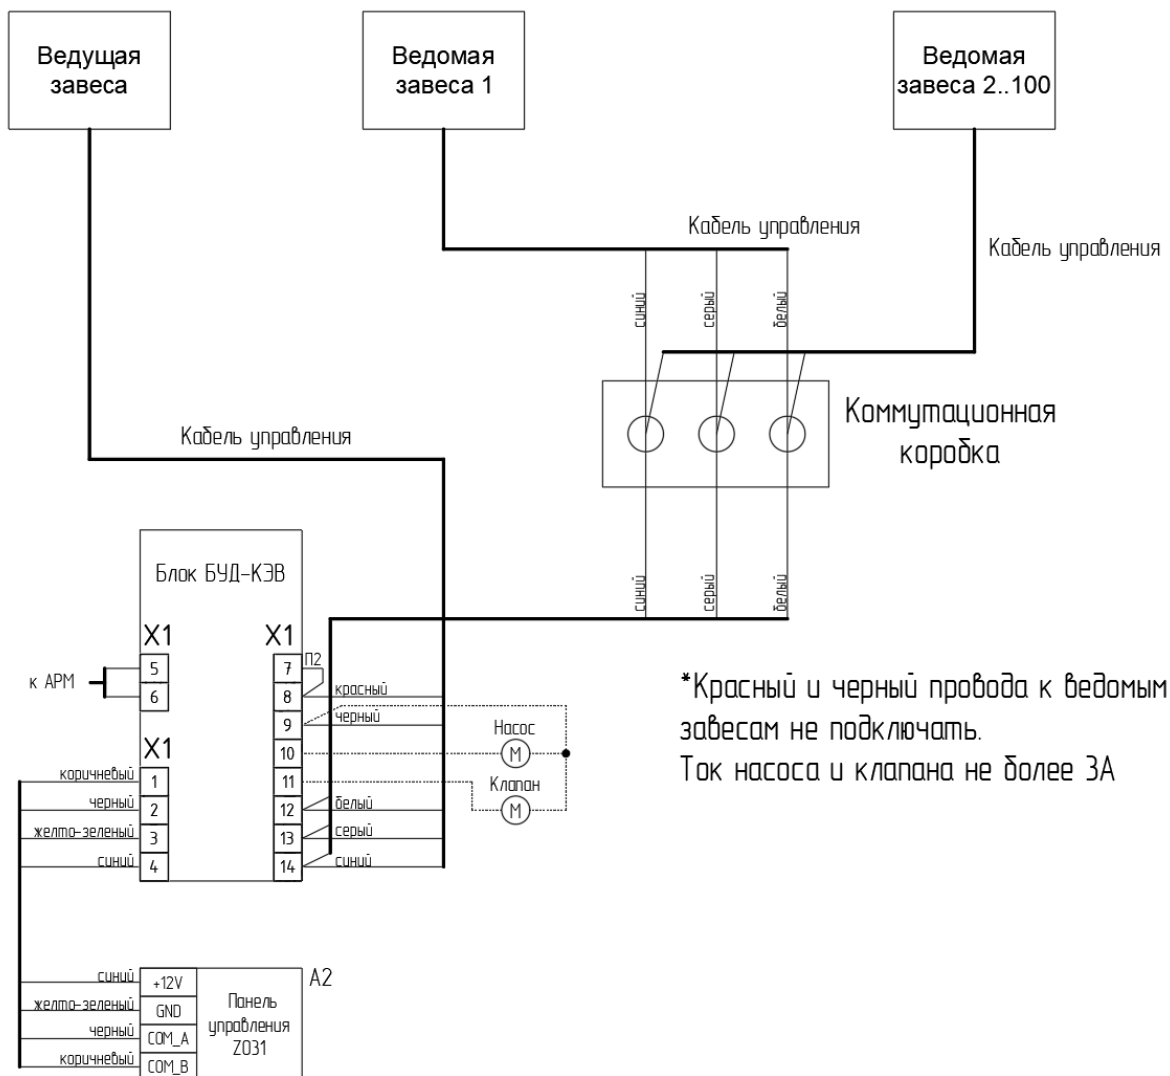 Ведущая
завеса
Ведомая
завеса 1
Ведомая
завеса 2..100
Кабель управления
Кабель управления
синий
серый
белый
Коммутационная
коробка
Кабель управления
синий
серый
белый
Блок БУД-КЭВ
X1
X1
5
6
к АРМ
7
П2
8
красный
9
черный
10
Насос
M
11
Клапан
M
12
белый
13
серый
14
синий
X1
коричневый
1
черный
2
желто-зеленый
3
синий
4
*Красный и черный провода к ведомым
завесам не подключать.
Ток насоса и клапана не более 3А
A2
синий
+12V
желто-зеленый
GND
черный
COM_A
коричневый
COM_B
Панель
управления
Z031